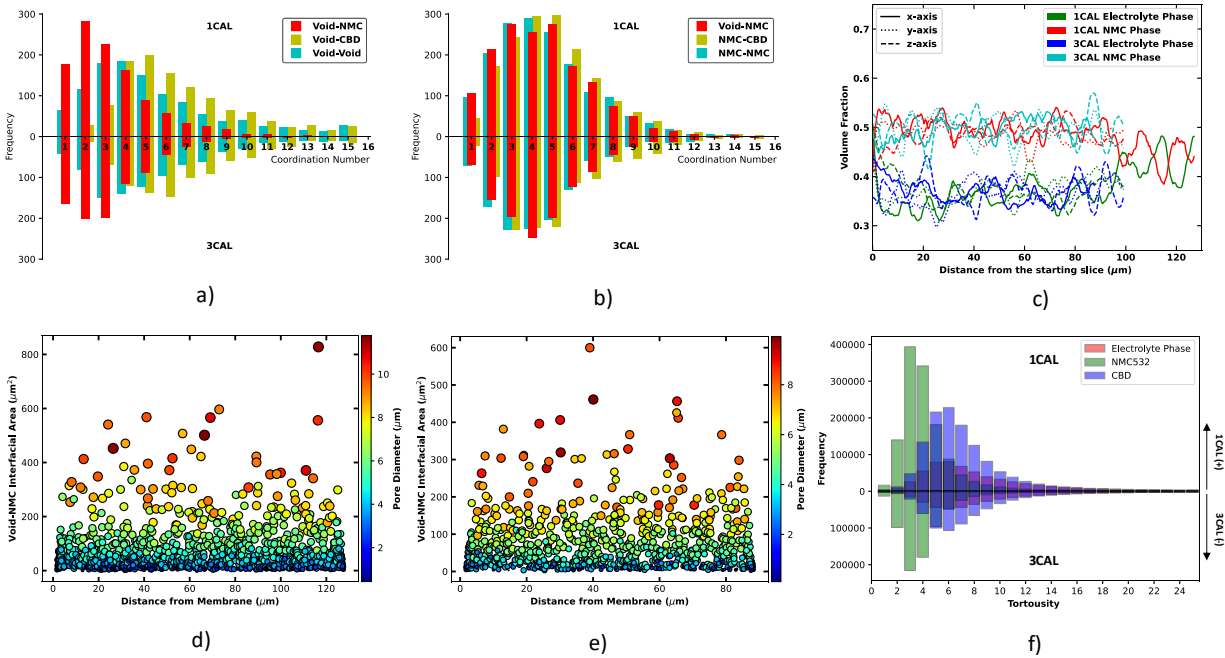 300
200
100
0
100
200
300
Frequency
1CAL
Void-NMC
Void-CBD
Void-Void
1 2 3 4 5 6 7 8 9 10 11 12 13 14 15 16
Coordination Number
3CAL
a)
300
200
100
0
100
200
300
Frequency
1CAL
Void-NMC
NMC-CBD
NMC-NMC
1 2 3 4 5 6 7 8 9 10 11 12 13 14 15 16
Coordination Number
3CAL
b)
x-axis
y-axis
z-axis
1CAL Electrolyte Phase
1CAL NMC Phase
3CAL Electrolyte Phase
3CAL NMC Phase
0.7
0.6
0.5
0.4
0.3
Volume Fraction
0 20 40 60 80 100 120
Distance from the starting slice (μm)
c)
800
600
400
200
0
Void-NMC Interfacial Area (μm²)
0 20 40 60 80 100 120
Distance from Membrane (μm)
10
8
6
4
2
Pore Diameter (μm)
d)
600
500
400
300
200
100
0
Void-NMC Interfacial Area (μm²)
0 20 40 60 80
Distance from Membrane (μm)
8
6
4
2
Pore Diameter (μm)
e)
400000
300000
200000
100000
0
100000
200000
Frequency
1CAL
Electrolyte Phase
NMC532
CBD
3CAL
0 2 4 6 8 10 12 14 16 18 20 22 24
Tortousity
1CAL (+)
3CAL (-)
f)